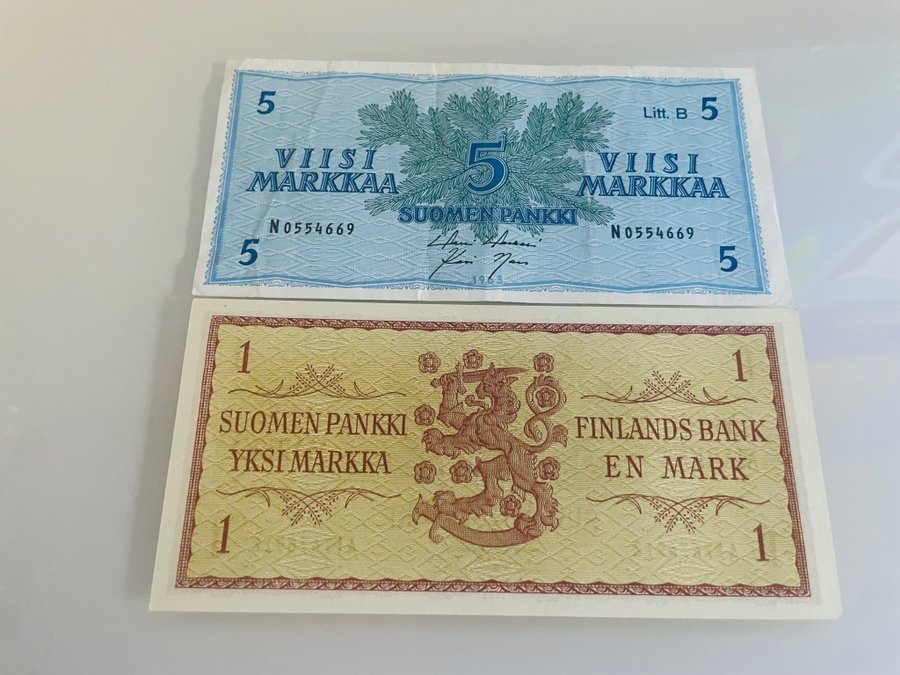 5 Litt. B 5
VIISI VIISI
MARKKAA 5 MARKKAA
SUOMEN PANKKI
N0554669 N0554669
5 5
1963
1 1
SUOMEN PANKKI FINLANDS BANK
YKSI MARKKA EN MARK
1 1